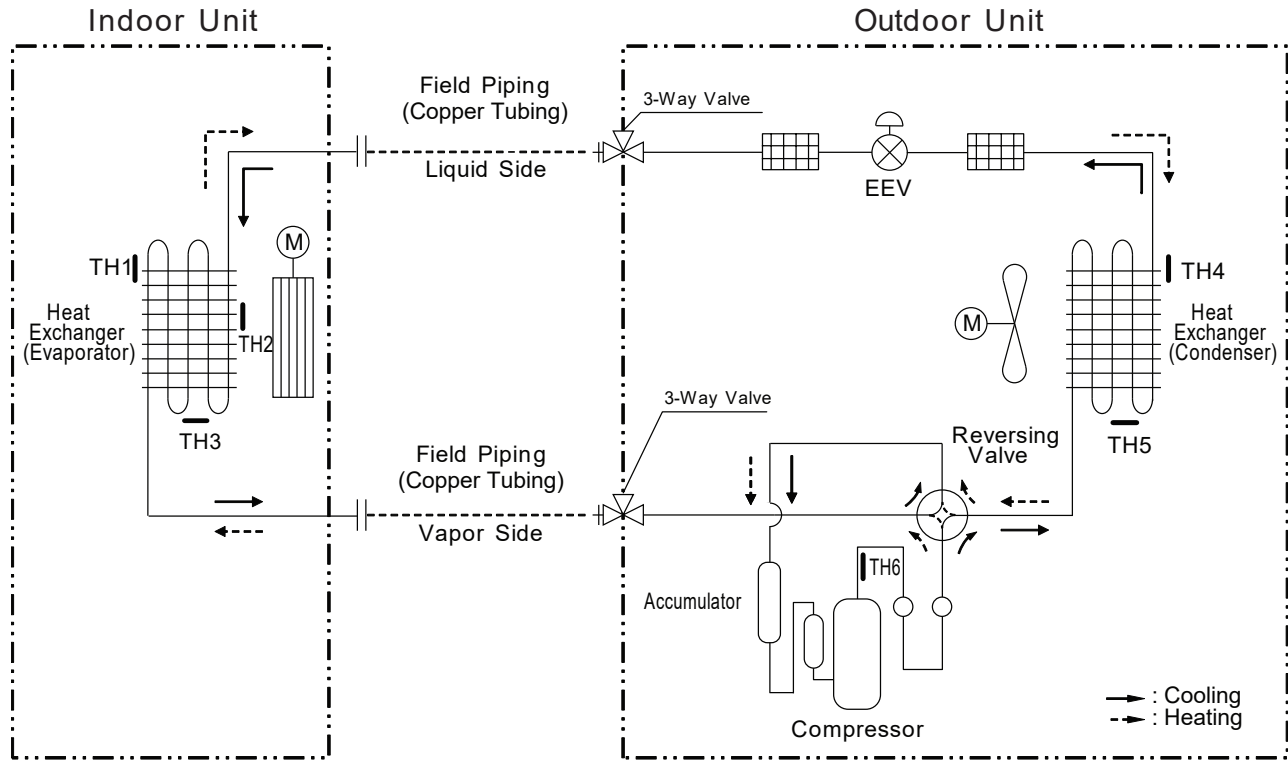 Indoor Unit
Outdoor Unit
Field Piping
(Copper Tubing)
3-Way Valve
Liquid Side
EEV
M
TH1
TH4
Heat
Exchanger
(Evaporator)
TH2
M
Heat
Exchanger
(Condenser)
TH3
3-Way Valve
TH5
Reversing
Valve
Field Piping
(Copper Tubing)
Vapor Side
TH6
Accumulator
Compressor
: Cooling
: Heating